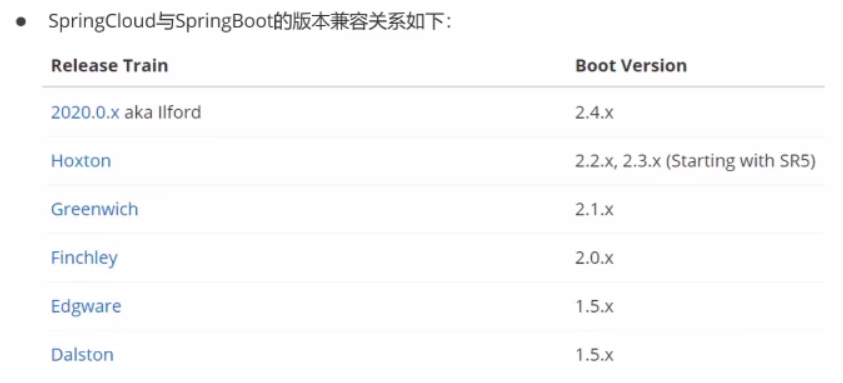 ● SpringCloud与SpringBoot的版本兼容关系如下：
Release Train Boot Version
2020.0.x aka Ilford 2.4.x
Hoxton 2.2.x, 2.3.x (Starting with SR5)
Greenwich 2.1.x
Finchley 2.0.x
Edgware 1.5.x
Dalston 1.5.x